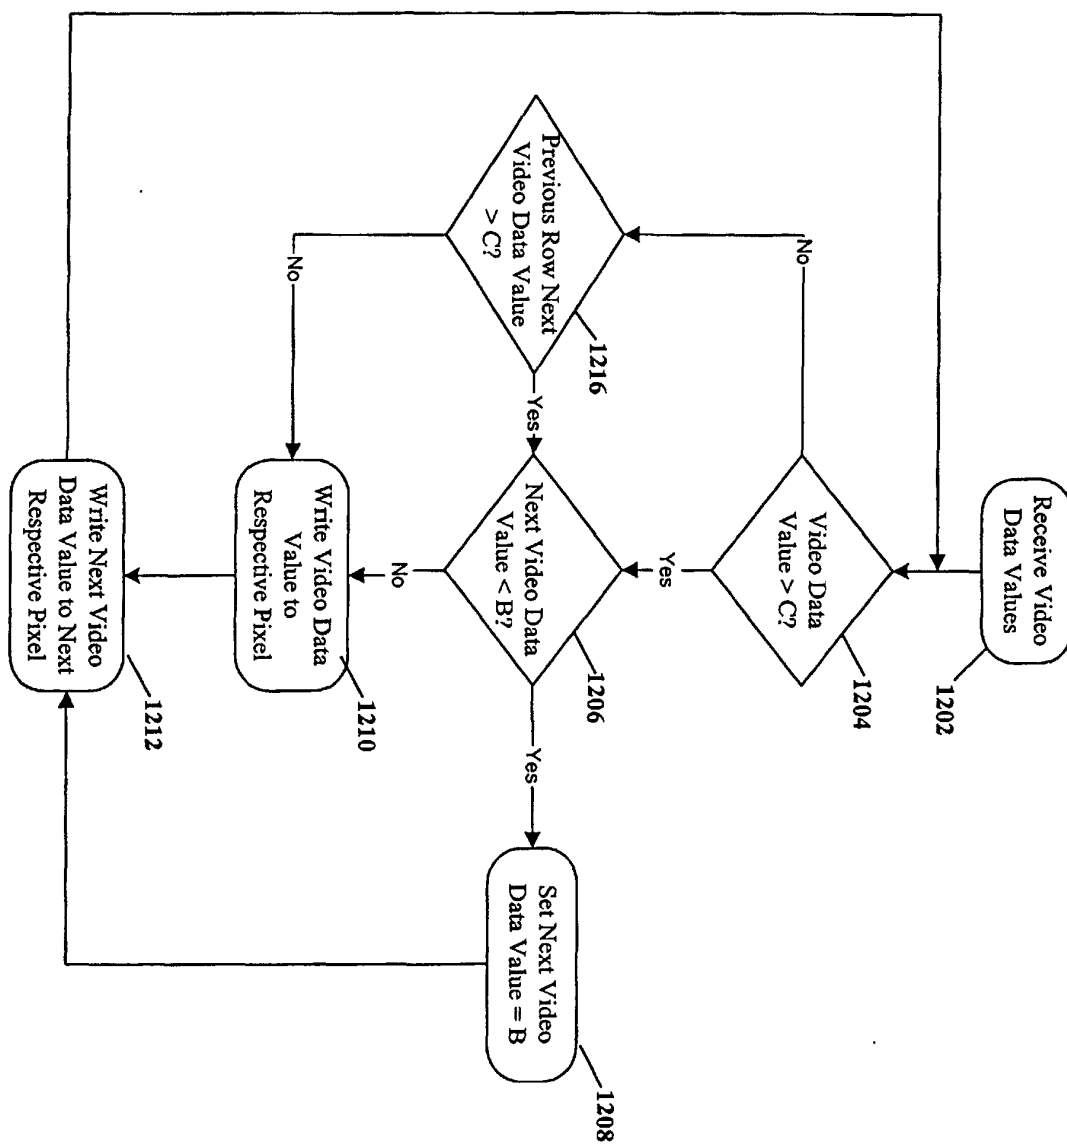 Receive Video
Data Values
1202
Video Data
Value > C?
1204
No
Yes
Previous Row Next
Video Data Value
> C?
1216
Yes
No
Next Video Data
Value < B?
1206
Yes
No
Set Next Video
Data Value = B
1208
Write Video Data
Value to
Respective Pixel
1210
Write Next Video
Data Value to Next
Respective Pixel
1212